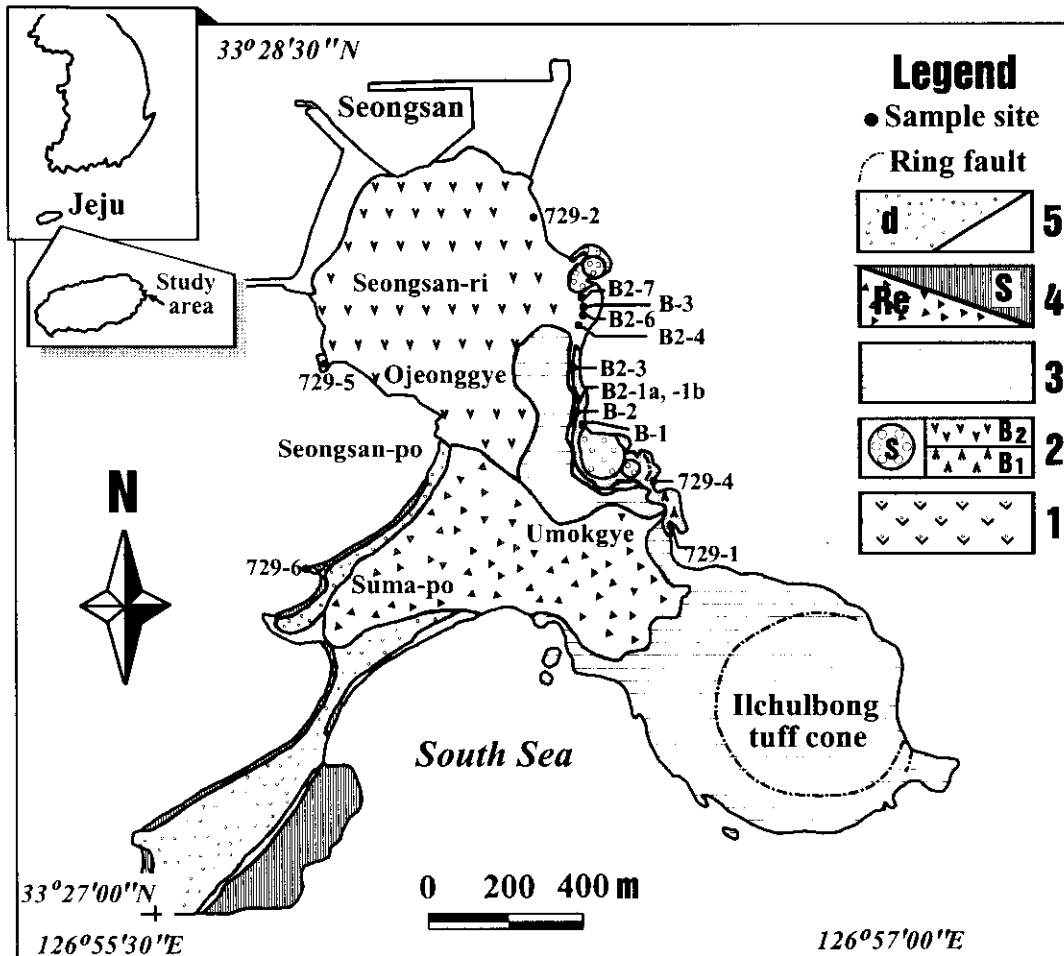 33°28'30"N
Jeju
Study
area
Seongsan
729-2
Seongsan-ri
B2-7
B-3
B2-6
B2-4
729-5
Ojeonggye
B2-3
B2-1a, -1b
B-2
B-1
Seongsan-po
729-4
N
Umokgye
729-1
729-6
Suma-po
Ilchulbong
tuff cone
South Sea
0 200 400 m
33°27'00"N
126°55'30"E
126°57'00"E
Legend
Sample site
Ring fault
d 5
Re S 4
3
S B2 B1 2
1